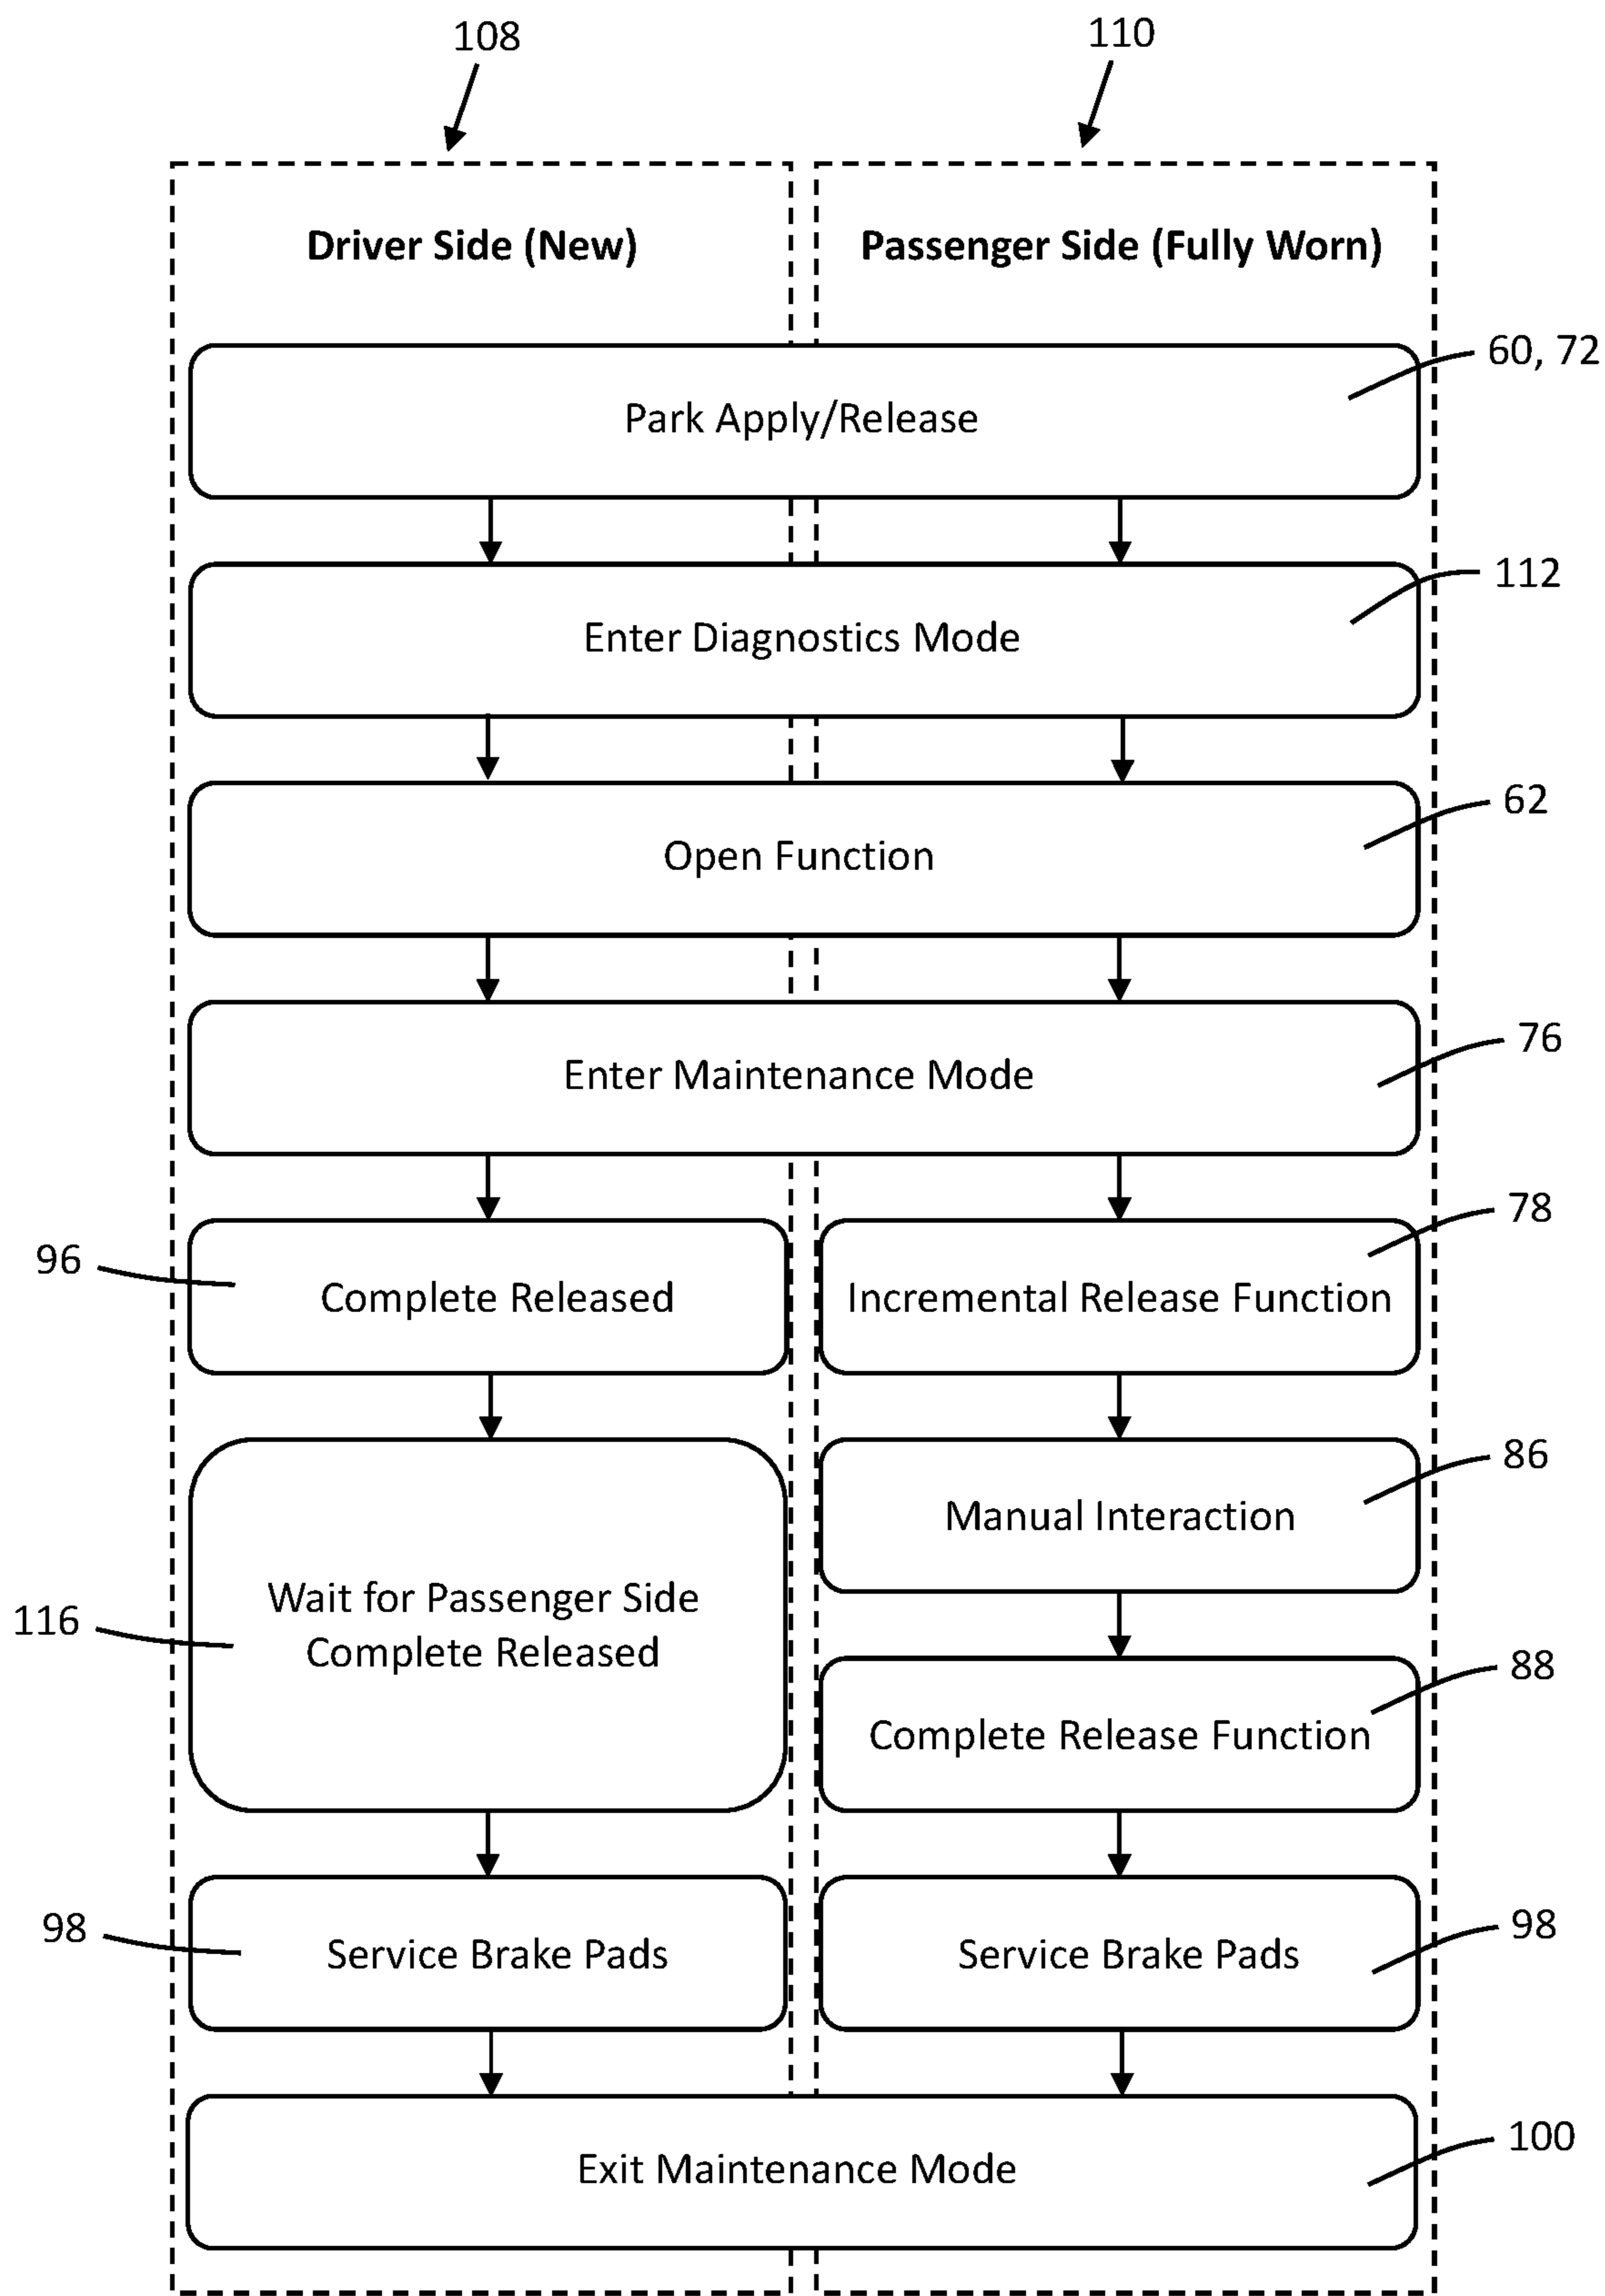 108
110
Driver Side (New)
Passenger Side (Fully Worn)
Park Apply/Release
60, 72
Enter Diagnostics Mode
112
Open Function
62
Enter Maintenance Mode
76
96
Complete Released
Incremental Release Function
78
Manual Interaction
86
116
Wait for Passenger Side
Complete Released
Complete Release Function
88
98
Service Brake Pads
Service Brake Pads
98
Exit Maintenance Mode
100